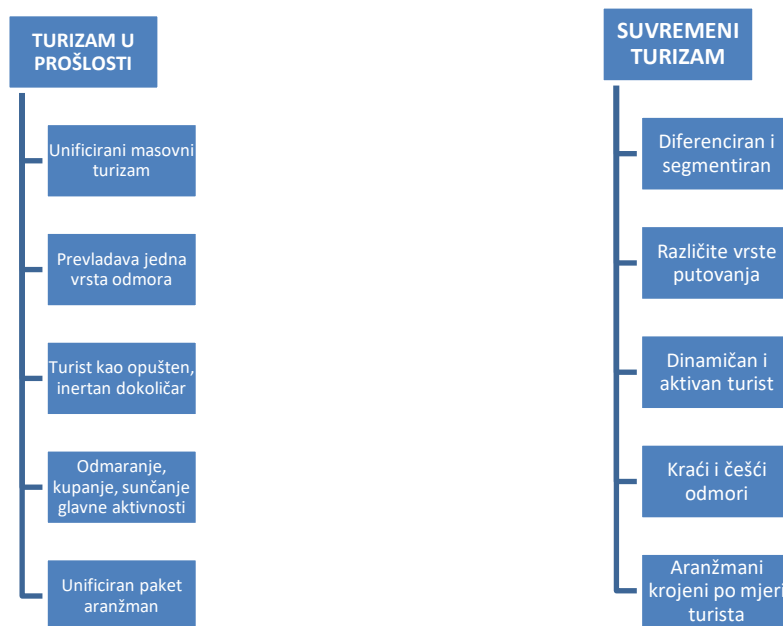 TURIZAM U
PROŠLOSTI
Unificirani masovni
turizam
Prevladava jedna
vrsta odmora
Turist kao opušten,
inertan dokoličar
Odmaranje,
kupanje, sunčanje
glavne aktivnosti
Unificiran paket
aranžman
SUVREMENI
TURIZAM
Diferenciran i
segmentiran
Različite vrste
putovanja
Dinamičan i
aktivan turist
Kraći i češći
odmori
Aranžmani
krojeni po mjeri
turista